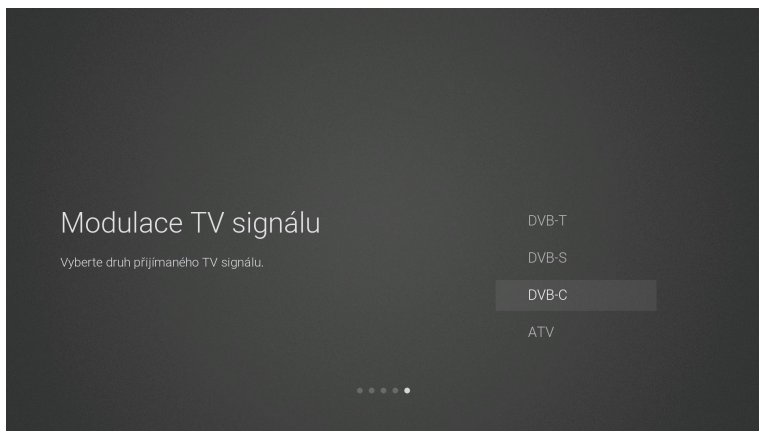 Modulace TV signálu
Vyberte druh přijímaného TV signálu.
DVB-T
DVB-S
DVB-C
ATV